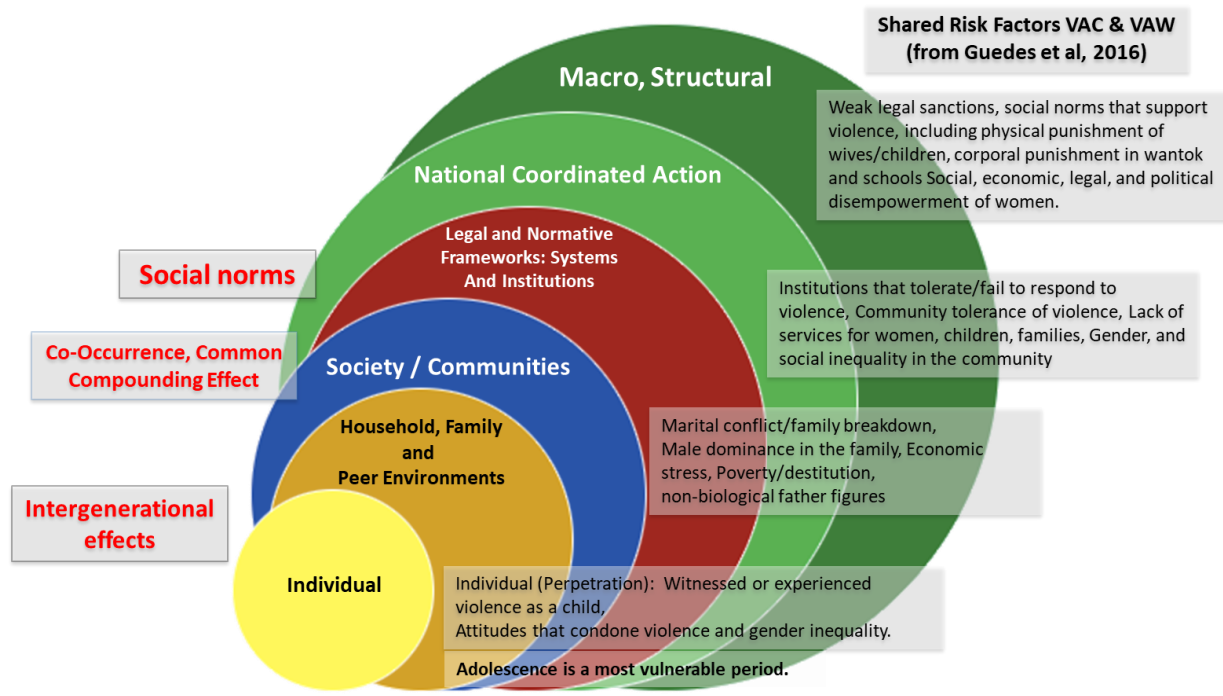 Shared Risk Factors VAC & VAW
(from Guedes et al, 2016)
Macro, Structural
Weak legal sanctions, social norms that support
violence, including physical punishment of
wives/children, corporal punishment in wantok
and schools Social, economic, legal, and political
disempowerment of women.
National Coordinated Action
Legal and Normative
Frameworks: Systems
And Institutions
Social norms
Institutions that tolerate/fail to respond to
violence, Community tolerance of violence, Lack of
services for women, children, families, Gender, and
social inequality in the community
Co-Occurrence, Common
Compounding Effect
Society / Communities
Household, Family
and
Peer Environments
Marital conflict/family breakdown,
Male dominance in the family, Economic
stress, Poverty/destitution,
non-biological father figures
Intergenerational
effects
Individual
Individual (Perpetration): Witnessed or experienced
violence as a child,
Attitudes that condone violence and gender inequality.
Adolescence is a most vulnerable period.